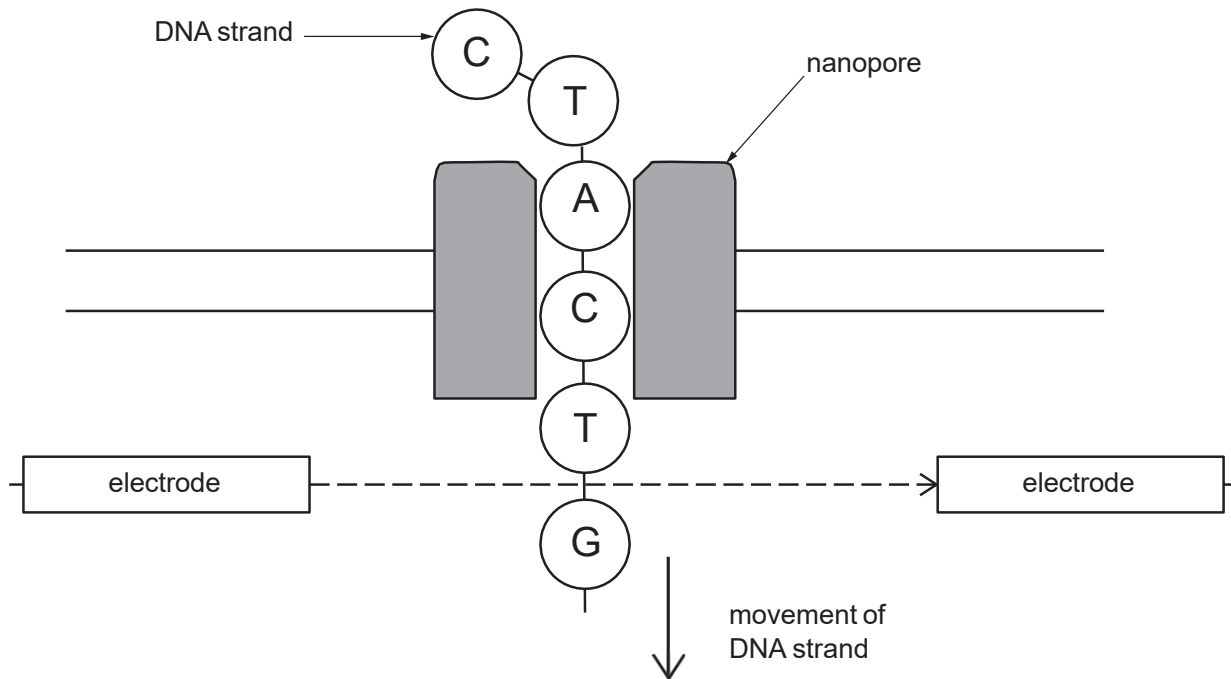 DNA strand
C
T
nanopore
A
C
T
electrode
electrode
G
movement of
DNA strand